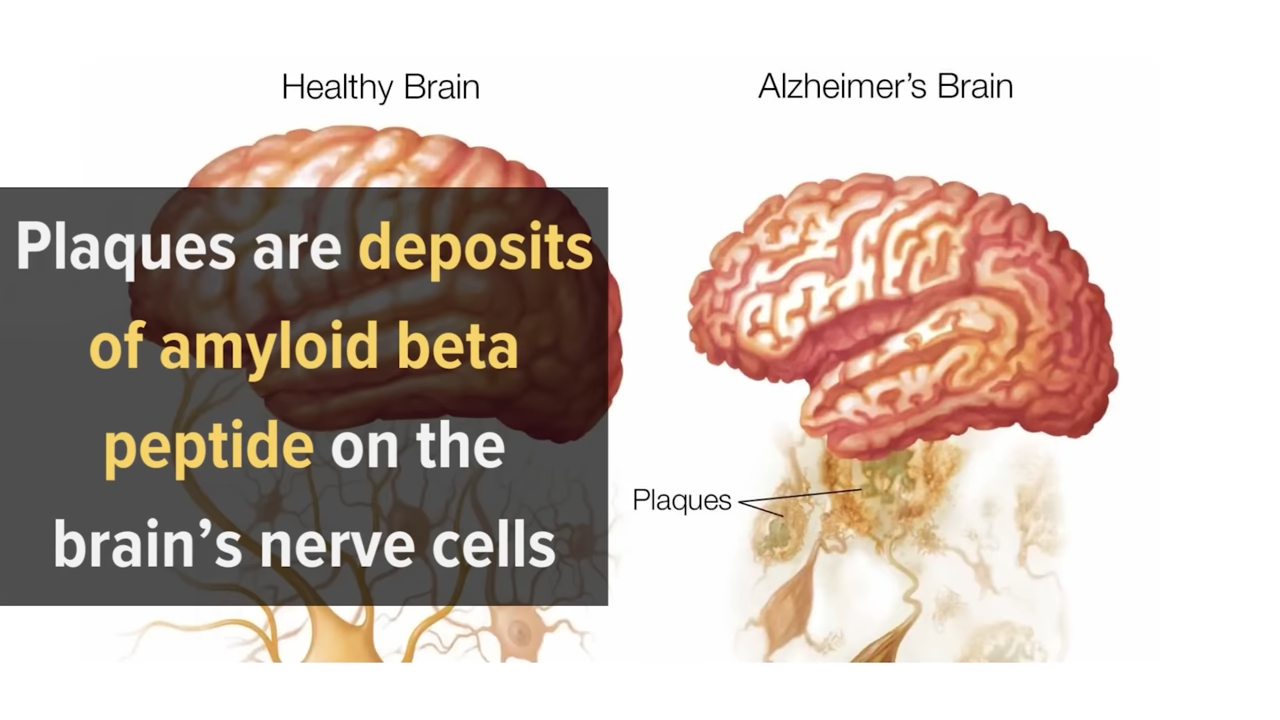 Healthy Brain
Alzheimer’s Brain
Plaques are deposits
of amyloid beta
peptide on the
brain’s nerve cells
Plaques